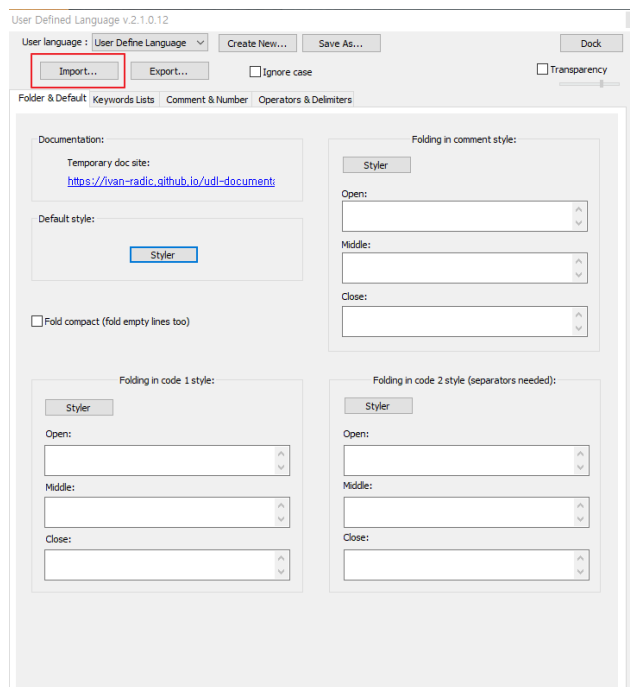 User Defined Language v.2.1.0.12
User language : User Define Language Create New... Save As... Dock
Import... Export... Ignore case Transparency
Folder & Default Keywords Lists Comment & Number Operators & Delimiters
Documentation:
Temporary doc site:
https://ivan-radic.github.io/udl-documenta
Default style:
Styler
Fold compact (fold empty lines too)
Folding in comment style:
Styler
Open:
Middle:
Close:
Folding in code 1 style:
Styler
Open:
Middle:
Close:
Folding in code 2 style (separators needed):
Styler
Open:
Middle:
Close: